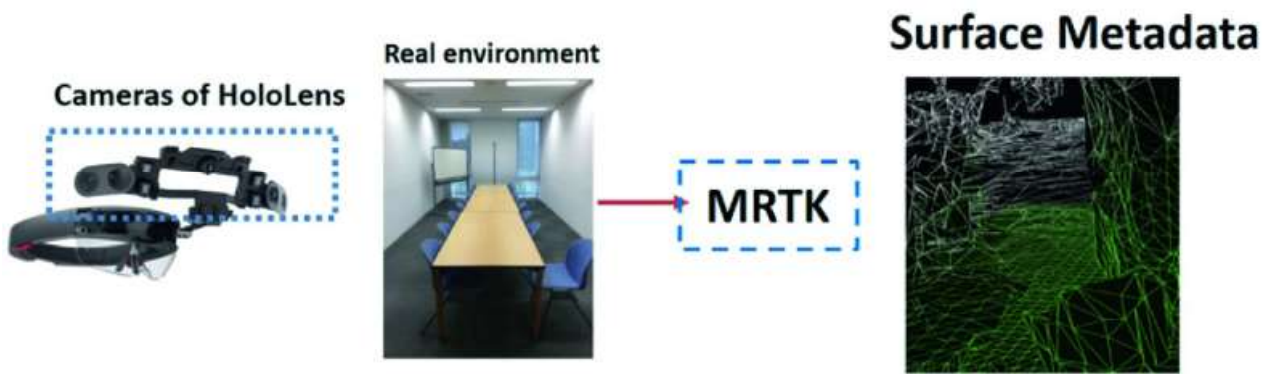 Cameras of HoloLens
Real environment
MRTK
Surface Metadata